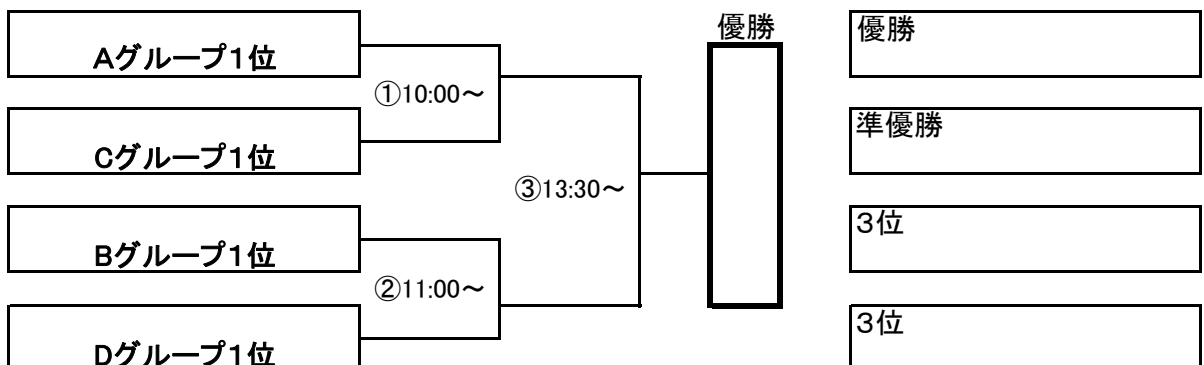 優勝
優勝
Aグループ1位
①10:00～
準優勝
Cグループ1位
③13:30～
3位
Bグループ1位
②11:00～
3位
Dグループ1位